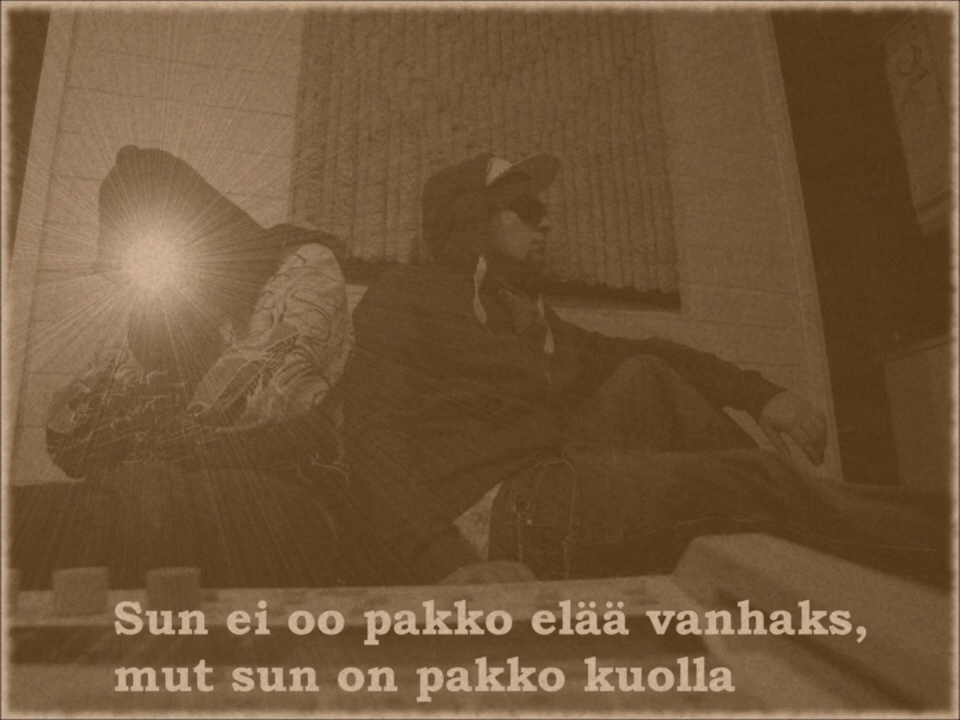 Sun ei oo pakko elää vanhaks,
mut sun on pakko kuolla